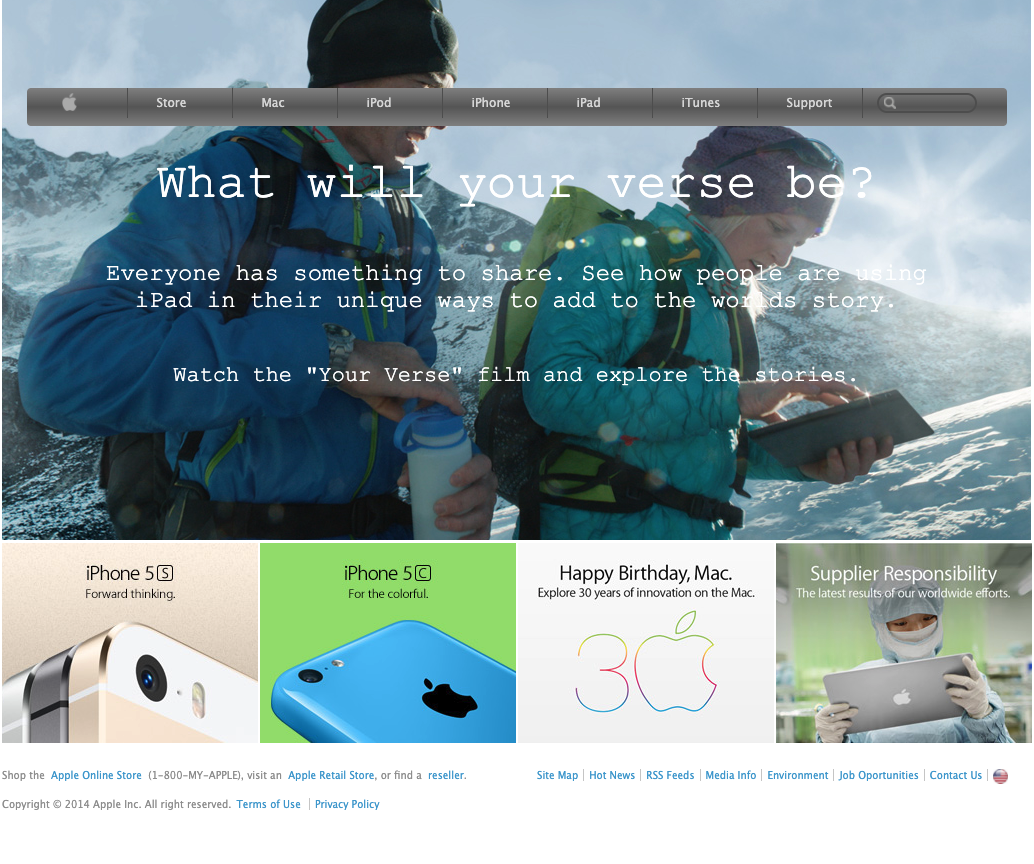 Store Mac iPod iPhone iPad iTunes Support
What will your verse be?
Everyone has something to share. See how people are using
iPad in their unique ways to add to the worlds story.
Watch the "Your Verse" film and explore the stories.
iPhone 5S
Forward thinking.
iPhone 5C
For the colorful.
Happy Birthday, Mac.
Explore 30 years of innovation on the Mac.
30
Supplier Responsibility
The latest results of our worldwide efforts.
Shop the Apple Online Store (1-800-MY-APPLE), visit an Apple Retail Store, or find a reseller.
Site Map | Hot News | RSS Feeds | Media Info | Environment | Job Oportunities | Contact Us |
Copyright © 2014 Apple Inc. All right reserved. Terms of Use | Privacy Policy